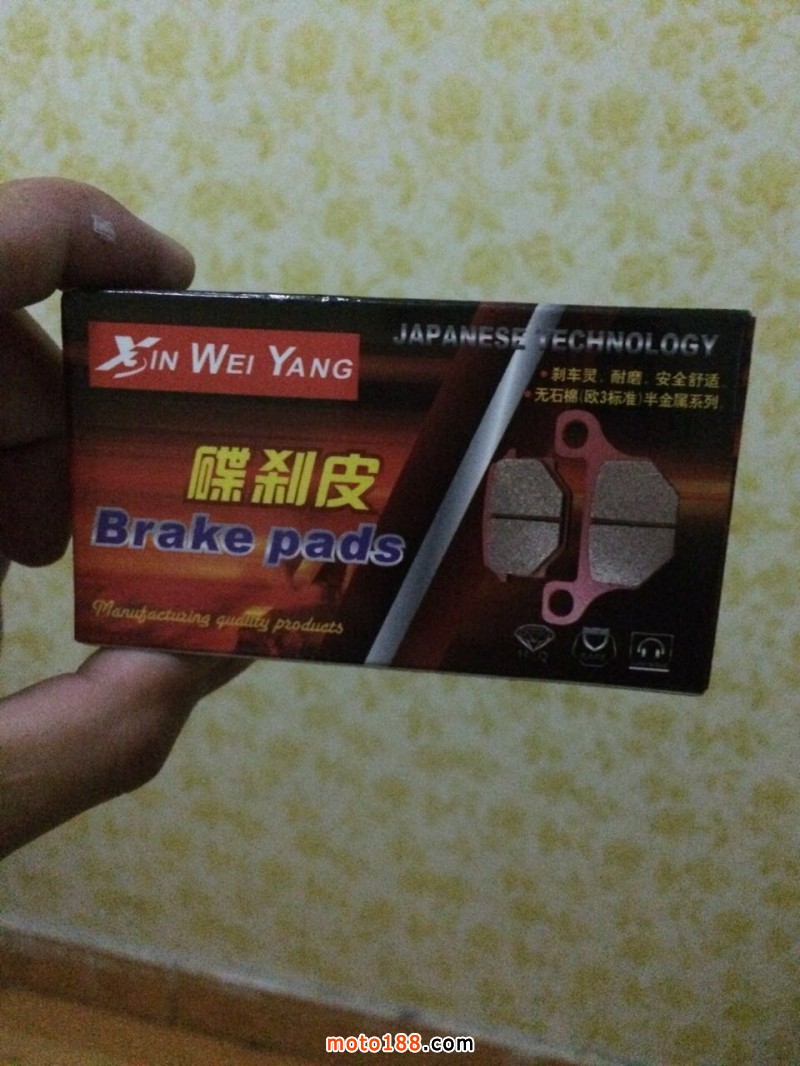 XIN WEI YANG
JAPANESE TECHNOLOGY
• 刹车灵、耐磨、安全舒适
• 无石棉(欧3标准)半金属系列
碟刹皮
Brake pads
Manufacturing quality products
moto188.com